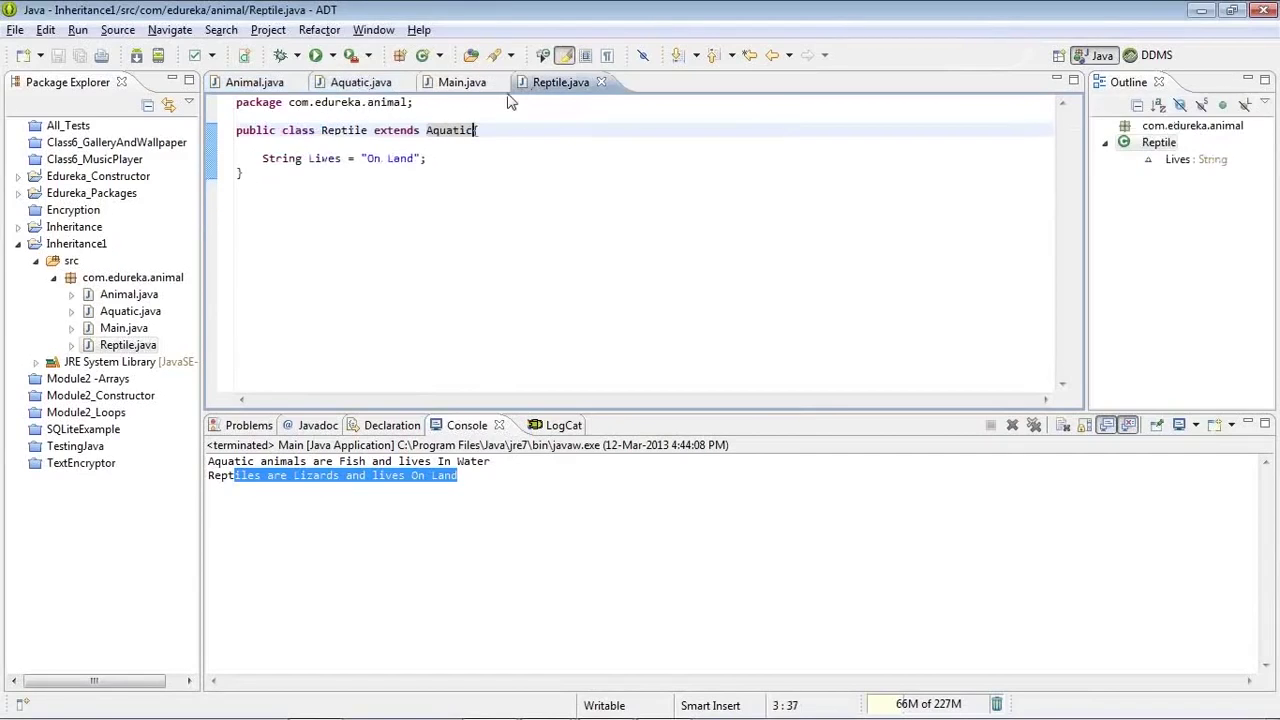 Java - Inheritance1/src/com/edureka/animal/Reptile.java - ADT
File Edit Run Source Navigate Search Project Refactor Window Help
Java DDMS
Package Explorer
All_Tests
Class6_GalleryAndWallpaper
Class6_MusicPlayer
Edureka_Constructor
Edureka_Packages
Encryption
Inheritance
Inheritance1
src
com.edureka.animal
Animal.java
Aquatic.java
Main.java
Reptile.java
JRE System Library [JavaSE-
Module2 -Arrays
Module2_Constructor
Module2_Loops
SQLiteExample
TestingJava
TextEncryptor
Animal.java Aquatic.java Main.java Reptile.java
package com.edureka.animal;
public class Reptile extends Aquatic{
String Lives = "On Land";
}
Outline
com.edureka.animal
Reptile
Lives : String
Problems Javadoc Declaration Console LogCat
<terminated> Main [Java Application] C:\Program Files\Java\jre7\bin\javaw.exe (12-Mar-2013 4:44:08 PM)
Aquatic animals are Fish and lives In Water
Reptiles are Lizards and lives On Land
Writable Smart Insert 3 : 37 66M of 227M